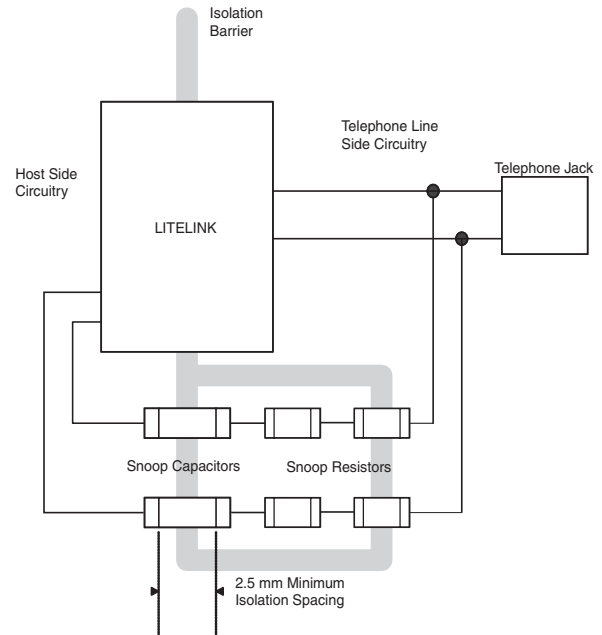 Isolation
Barrier
Telephone Line
Side Circuitry
Host Side
Circuitry
Telephone Jack
LITELINK
Snoop Capacitors
Snoop Resistors
2.5 mm Minimum
Isolation Spacing